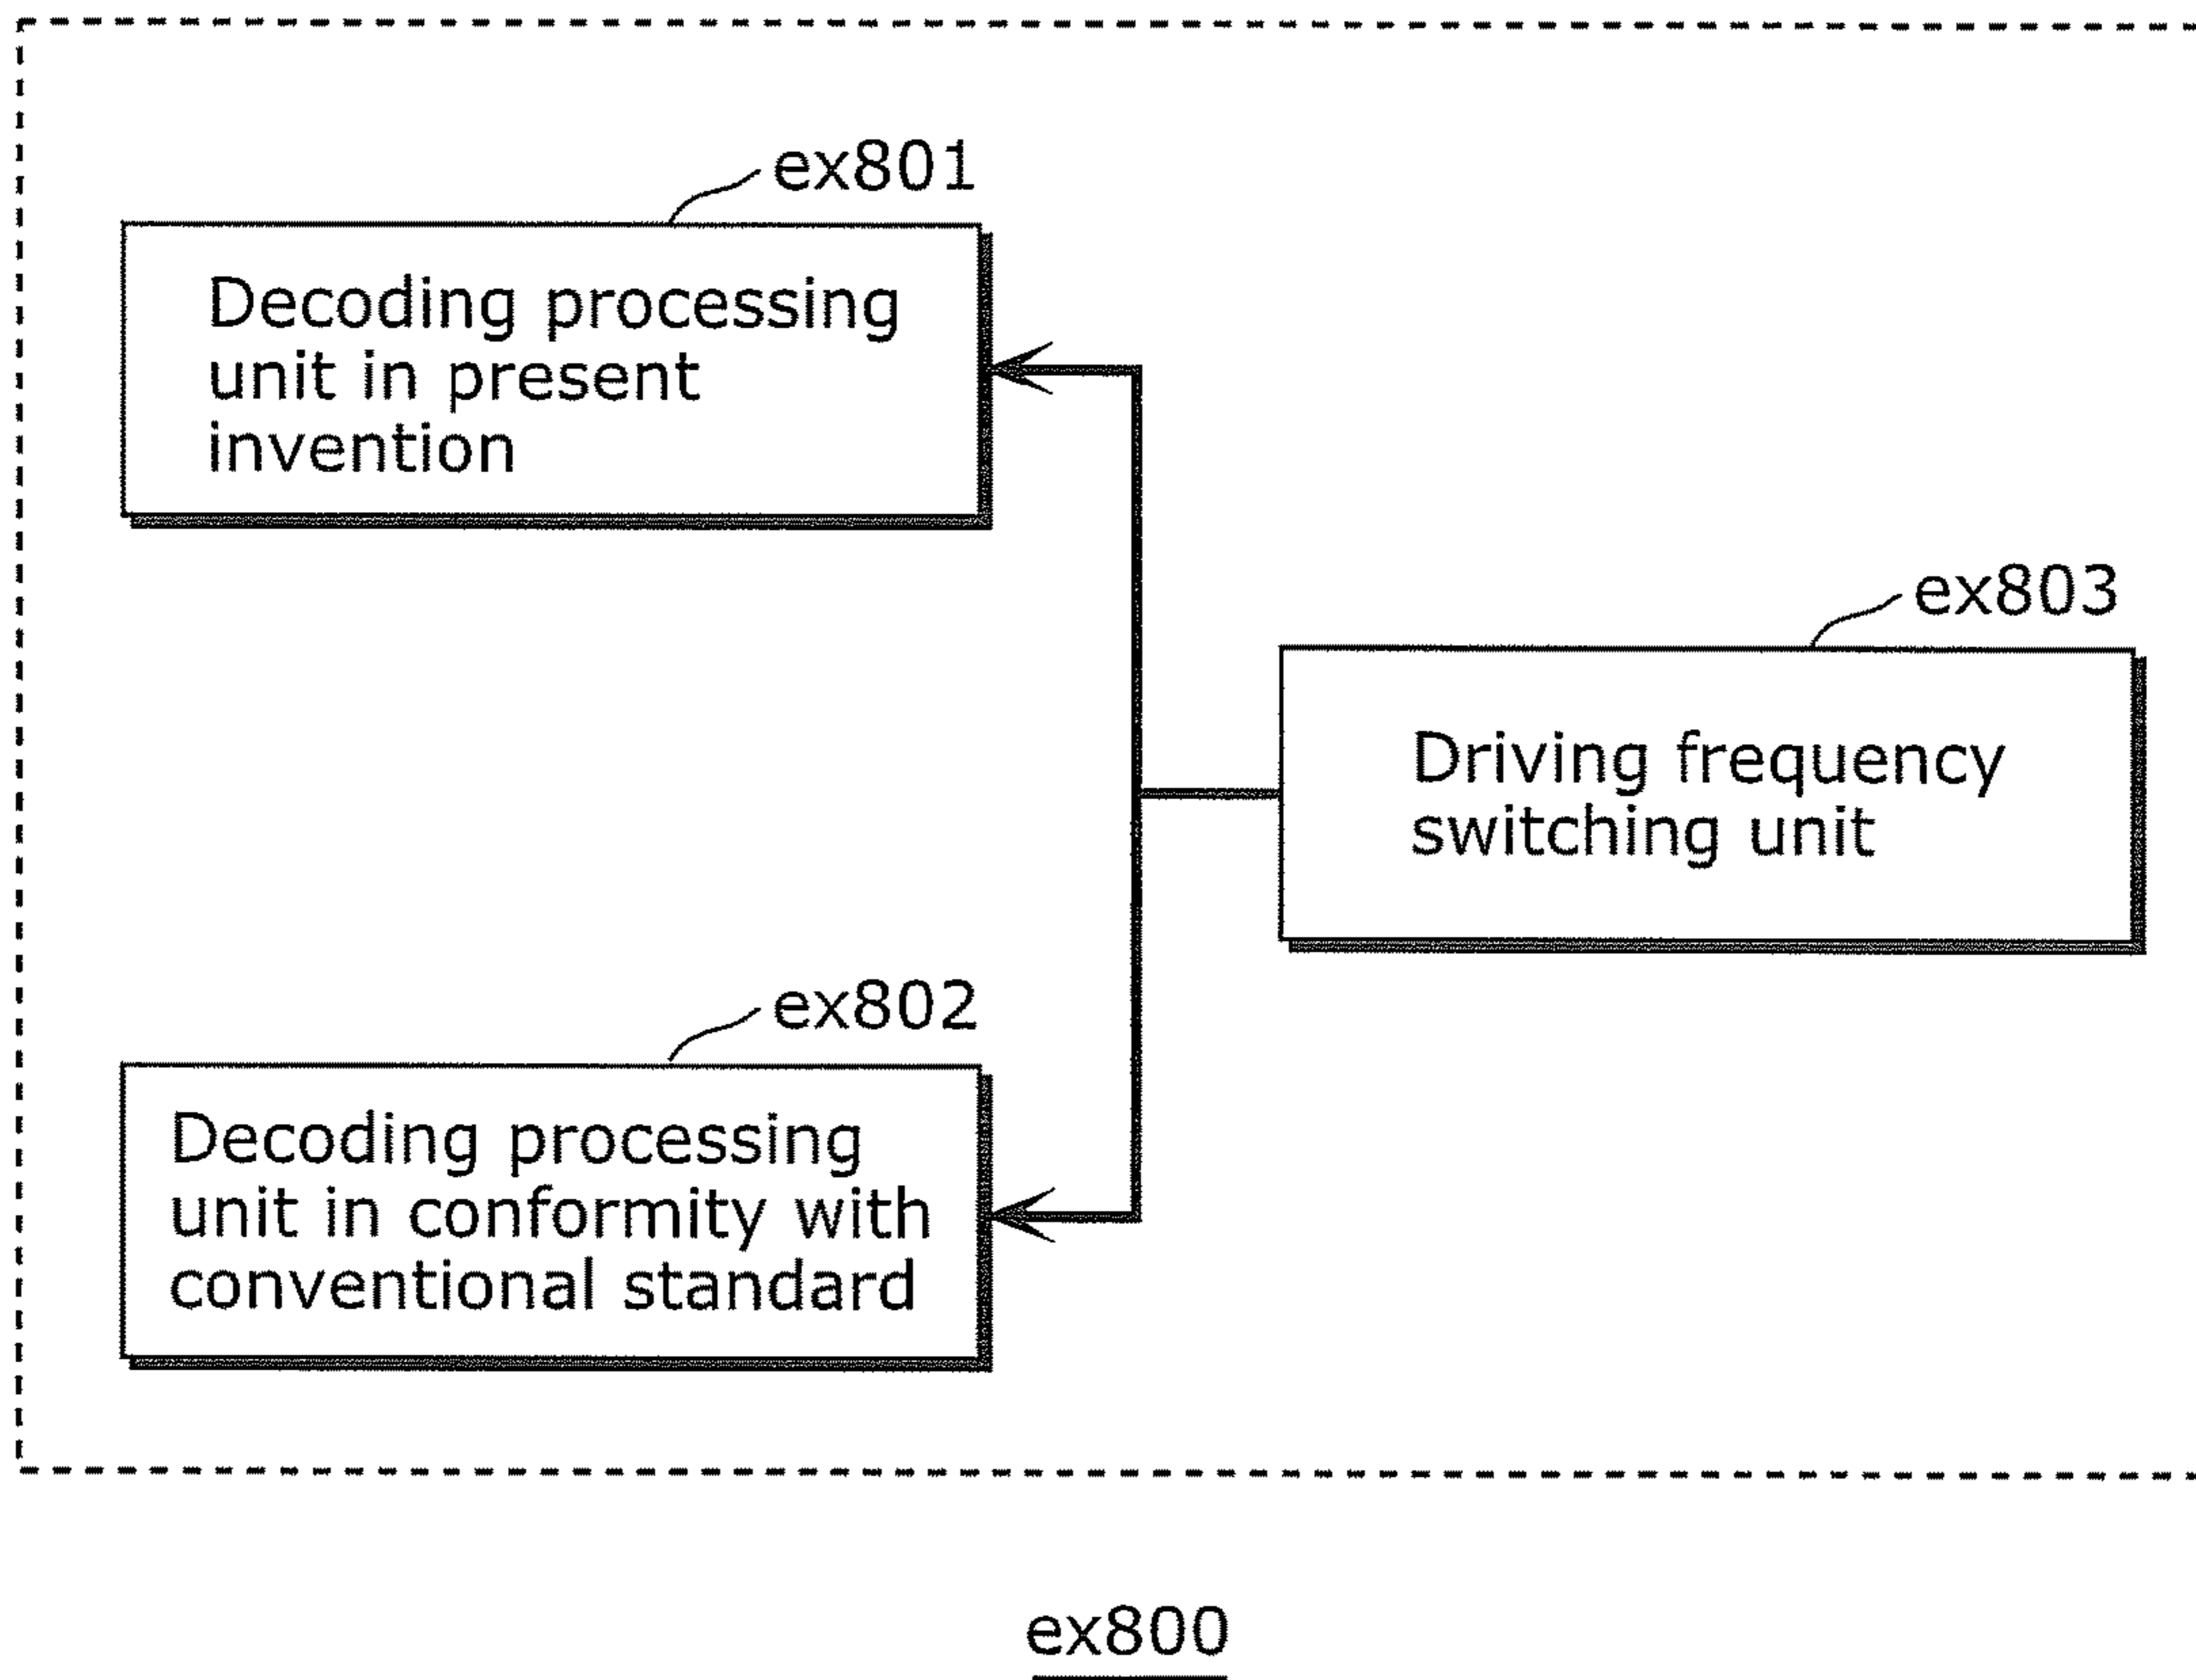 ex801
Decoding processing
unit in present
invention
ex803
Driving frequency
switching unit
ex802
Decoding processing
unit in conformity with
conventional standard
ex800